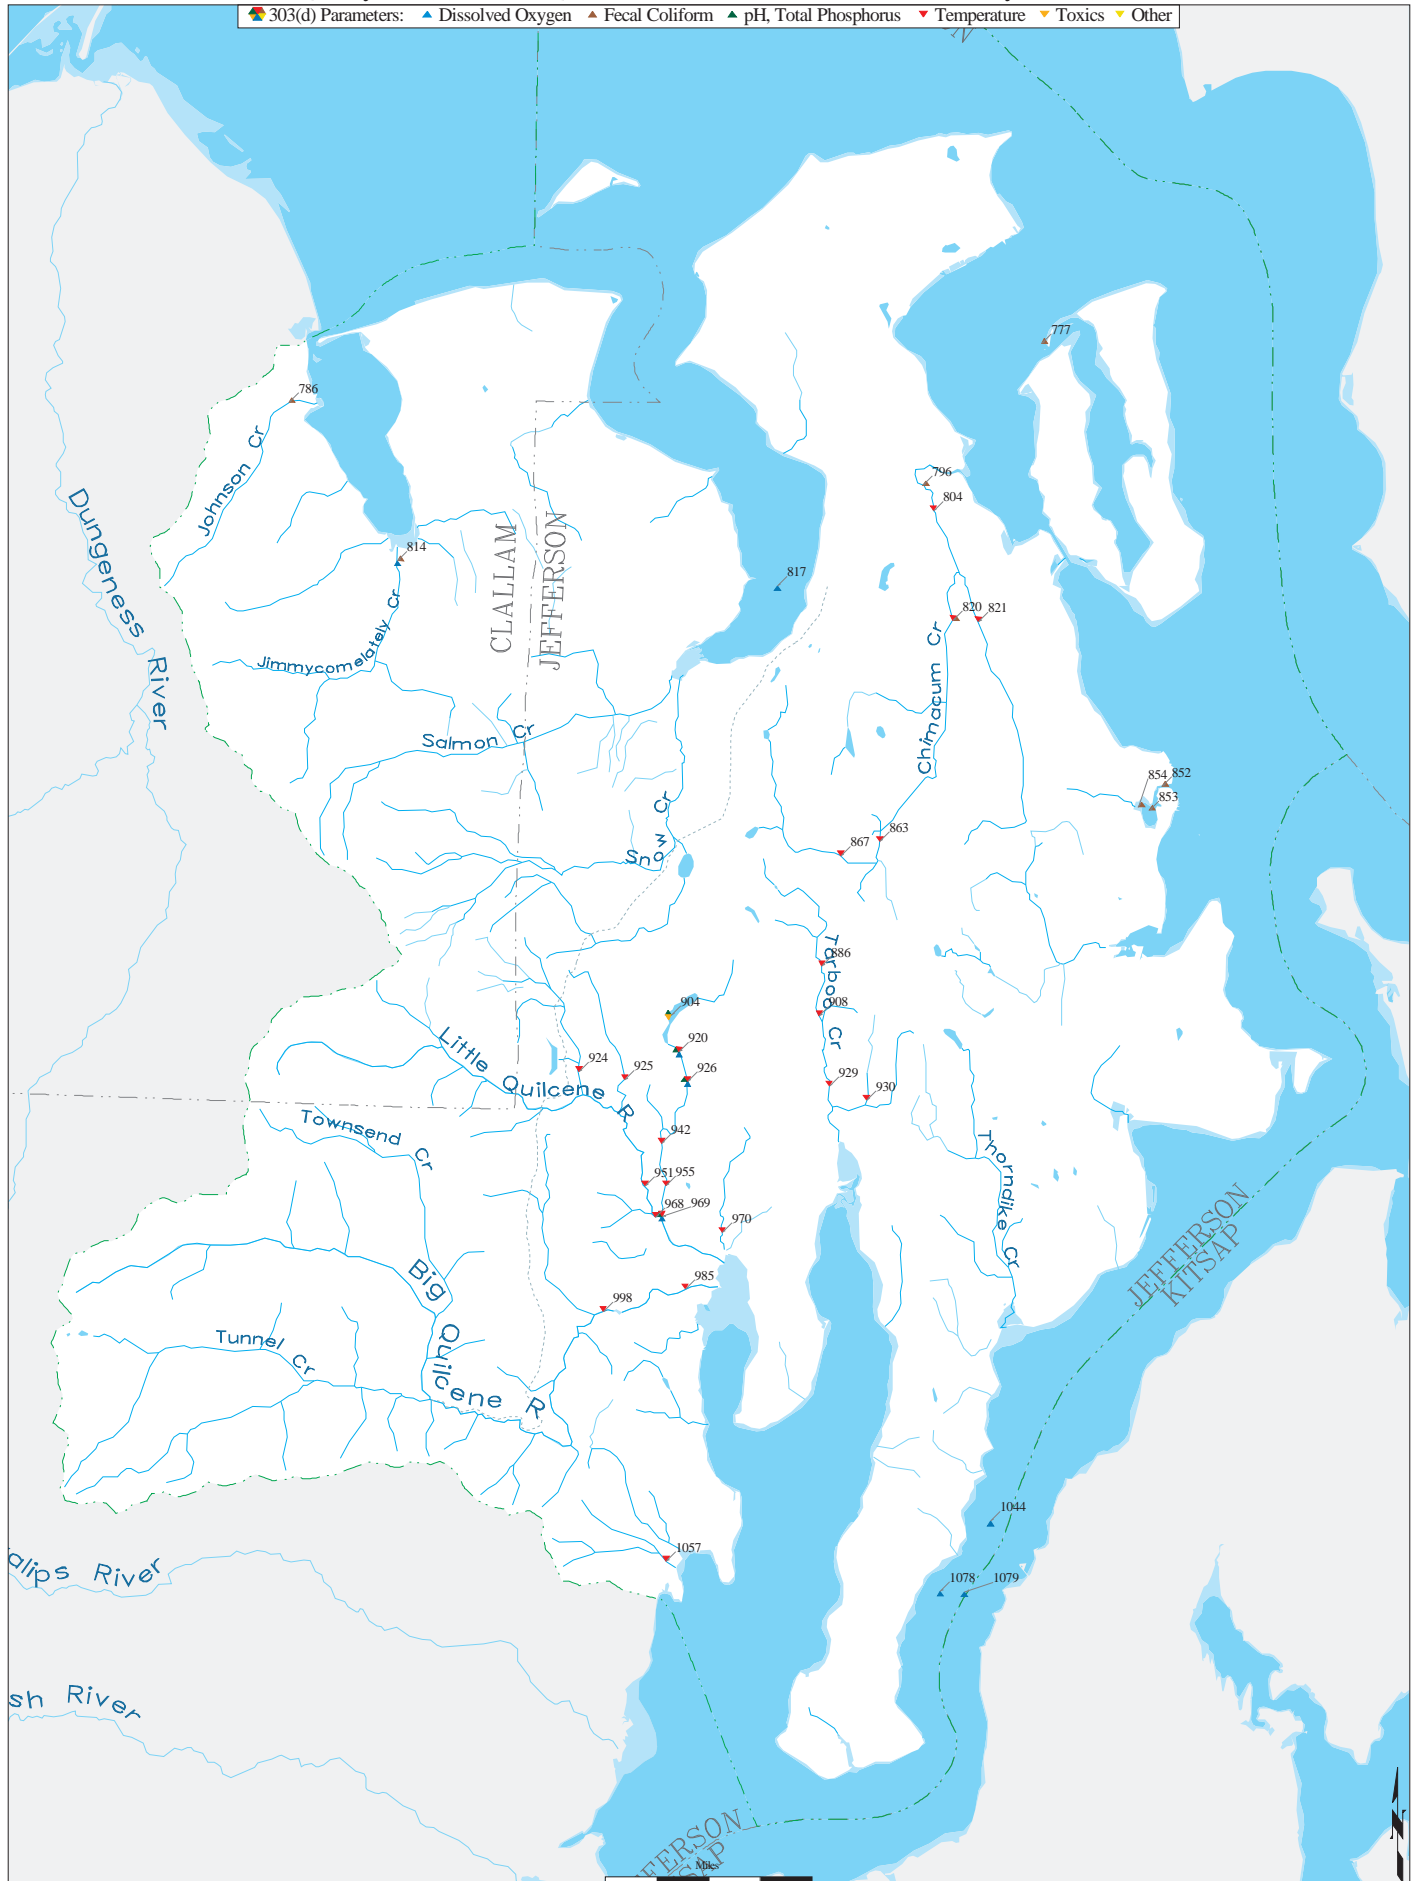 303(d) Parameters: Dissolved Oxygen Fecal Coliform pH, Total Phosphorus Temperature Toxics Other
777
786
Johnson Cr
796
804
Dungeness River
CLALLAM
JEFFERSON
814
817
820
821
Jimmycomelately Cr
Chimacum Cr
Salmon Cr
854
852
853
Snow Cr
863
867
Tarboo Cr
886
904
908
920
Little Quilcene R
924
925
926
929
930
Townsend Cr
942
Thorndike Cr
951
955
968
969
970
JEFFERSON
KITSAP
Big Quilcene R
985
998
Tunnel Cr
1044
1057
1078
1079
alips River
sh River
FERSON
SAP
Miles
N